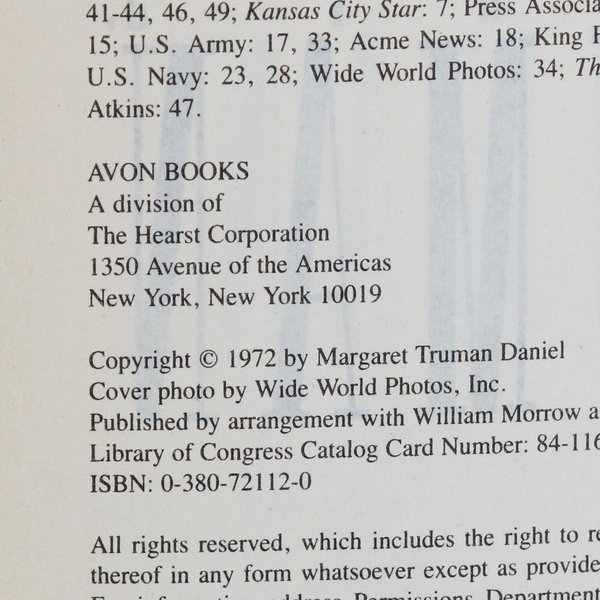 41-44, 46, 49; Kansas City Star: 7; Press
15; U.S. Army: 17, 33; Acme News: 18; King
U.S. Navy: 23, 28; Wide World Photos: 34;
Atkins: 47.
AVON BOOKS
A division of
The Hearst Corporation
1350 Avenue of the Americas
New York, New York 10019
Copyright © 1972 by Margaret Truman Daniel
Cover photo by Wide World Photos, Inc.
Published by arrangement with William Morrow
Library of Congress Catalog Card Number: 84-116
ISBN: 0-380-72112-0
All rights reserved, which includes the right to
thereof in any form whatsoever except as